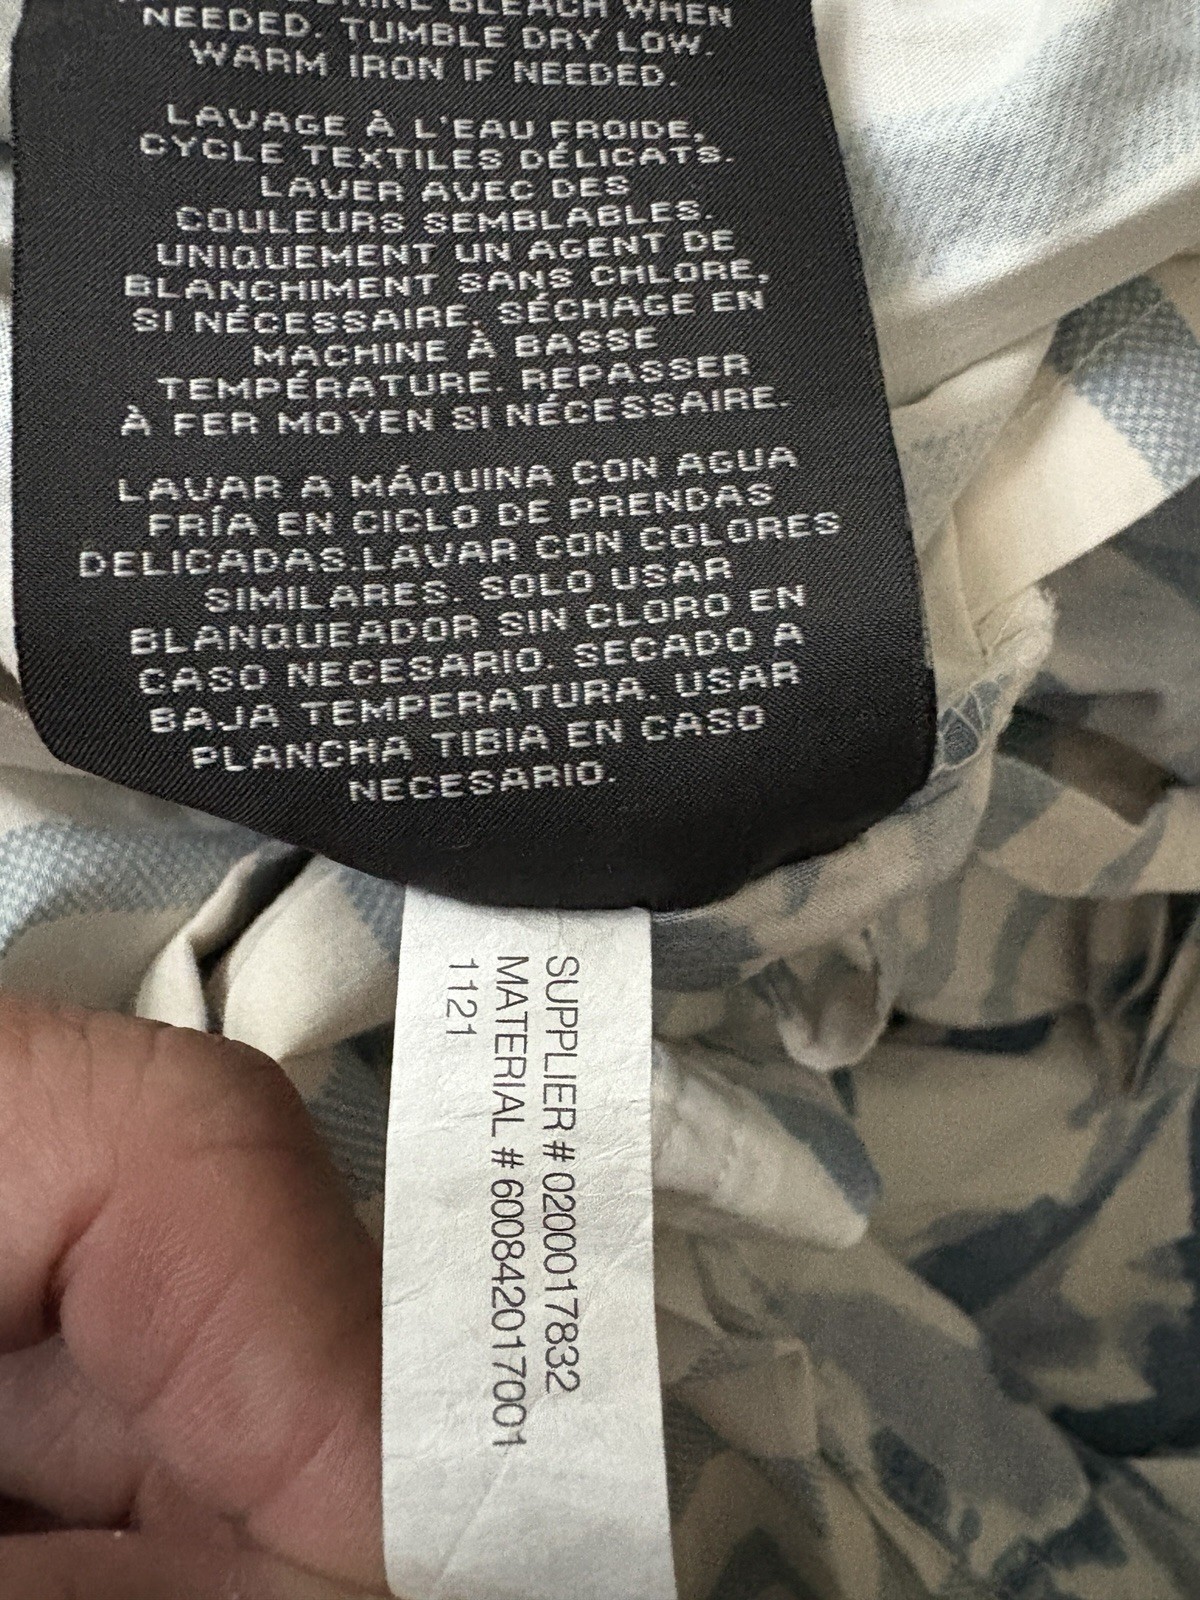 BLEACH WHEN
NEEDED. TUMBLE DRY LOW.
WARM IRON IF NEEDED.
LAVAGE À L'EAU FROIDE,
CYCLE TEXTILES DÉLICATS.
LAVER AVEC DES
COULEURS SEMBLABLES.
UNIQUEMENT UN AGENT DE
BLANCHIMENT SANS CHLORE,
SI NÉCESSAIRE. SÉCHAGE EN
MACHINE À BASSE
TEMPÉRATURE. REPASSER
À FER MOYEN SI NÉCESSAIRE.
LAVAR A MÁQUINA CON AGUA
FRÍA EN CICLO DE PRENDAS
DELICADAS.LAVAR CON COLORES
SIMILARES. SOLO USAR
BLANQUEADOR SIN CLORO EN
CASO NECESARIO. SECADO A
BAJA TEMPERATURA. USAR
PLANCHA TIBIA EN CASO
NECESARIO.
SUPPLIER # 0200017832
MATERIAL # 600842017001
1121